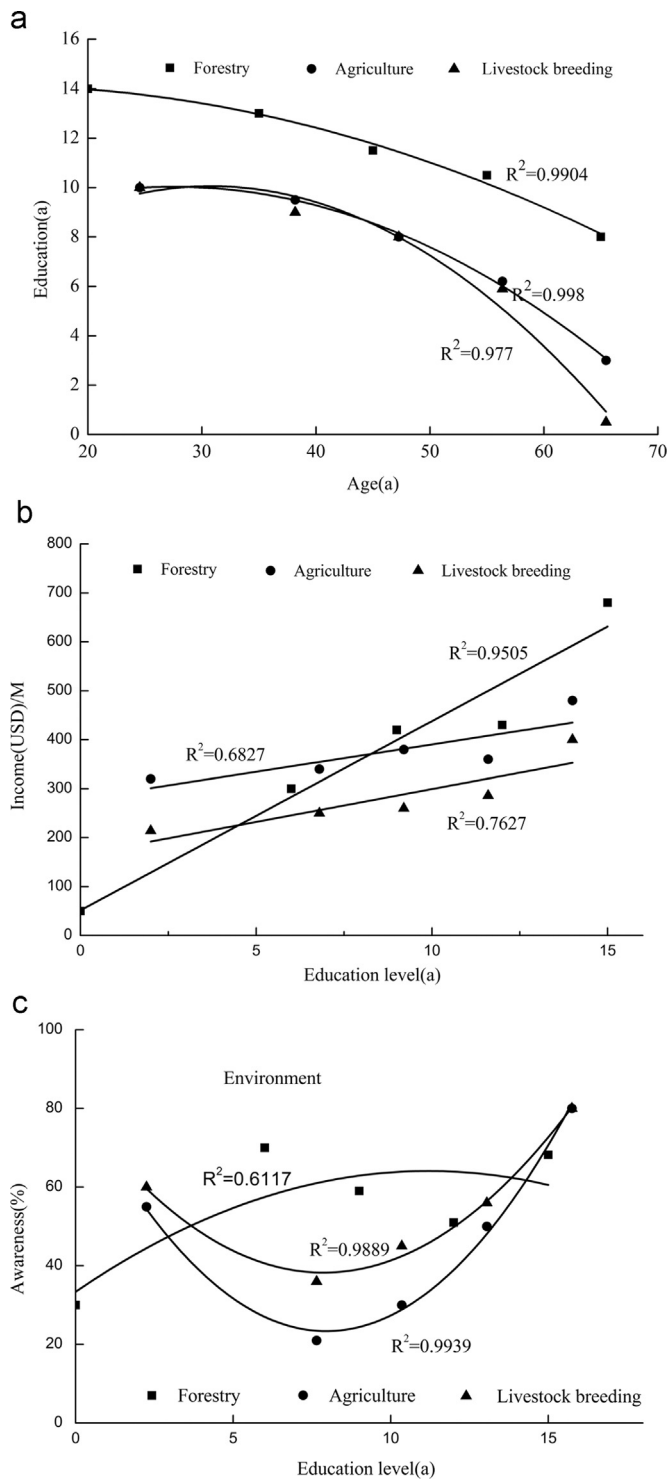 a
16
Forestry Agriculture Livestock breeding
14
12
R²=0.9904
10
8
Education(a)
6
R²=0.998
4
R²=0.977
2
0
20 30 40 50 60 70
Age(a)
b
800
Forestry Agriculture Livestock breeding
700
600
R²=0.9505
500
400
Income(USD)/M
R²=0.6827
300
200
R²=0.7627
100
0
0 5 10 15
Education level(a)
c
100
Environment
80
60
R²=0.6117
Awareness(%)
R²=0.9889
40
20
R²=0.9939
Forestry Agriculture Livestock breeding
0
0 5 10 15
Education level(a)